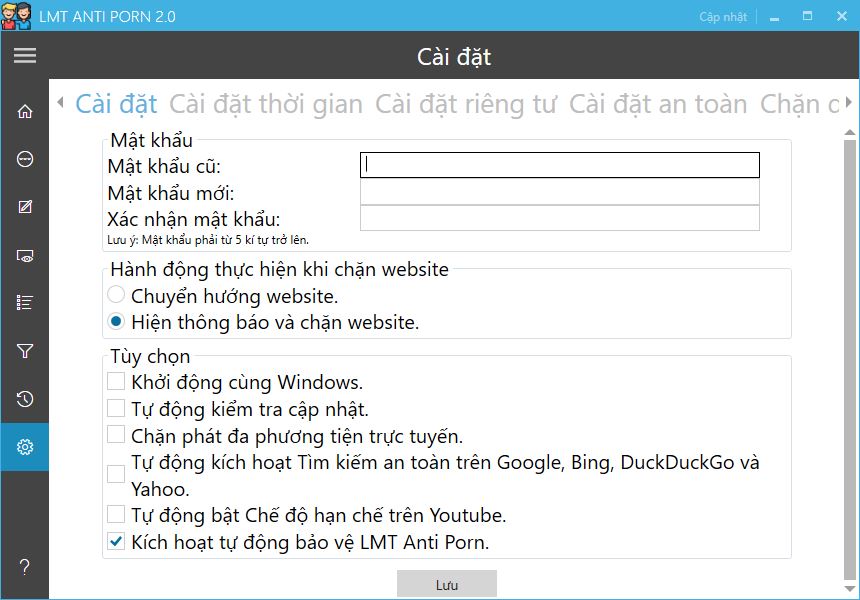 LMT ANTI PORN 2.0
Cập nhật
Cài đặt
Cài đặt Cài đặt thời gian Cài đặt riêng tư Cài đặt an toàn Chặn
Mật khẩu
Mật khẩu cũ:
Mật khẩu mới:
Xác nhận mật khẩu:
Lưu ý: Mật khẩu phải từ 5 kí tự trở lên.
Hành động thực hiện khi chặn website
Chuyển hướng website.
Hiện thông báo và chặn website.
Tùy chọn
Khởi động cùng Windows.
Tự động kiểm tra cập nhật.
Chặn phát đa phương tiện trực tuyến.
Tự động kích hoạt Tìm kiếm an toàn trên Google, Bing, DuckDuckGo và
Yahoo.
Tự động bật Chế độ hạn chế trên Youtube.
Kích hoạt tự động bảo vệ LMT Anti Porn.
?
Lưu